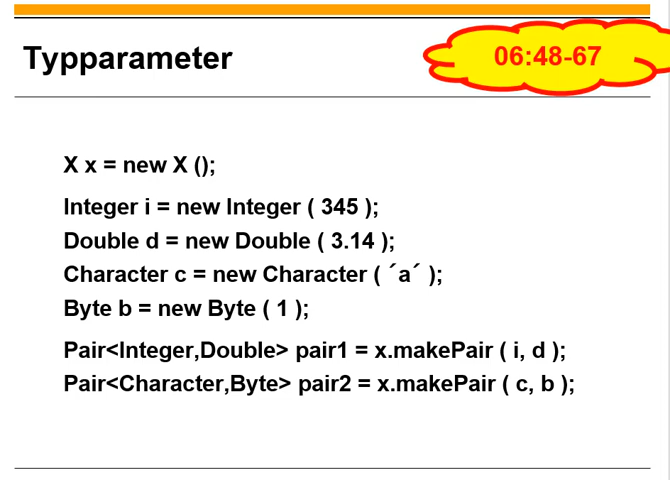 Typparameter
06:48-67
X x = new X ();
Integer i = new Integer ( 345 );
Double d = new Double ( 3.14 );
Character c = new Character ( ´a´ );
Byte b = new Byte ( 1 );
Pair<Integer,Double> pair1 = x.makePair ( i, d );
Pair<Character,Byte> pair2 = x.makePair ( c, b );